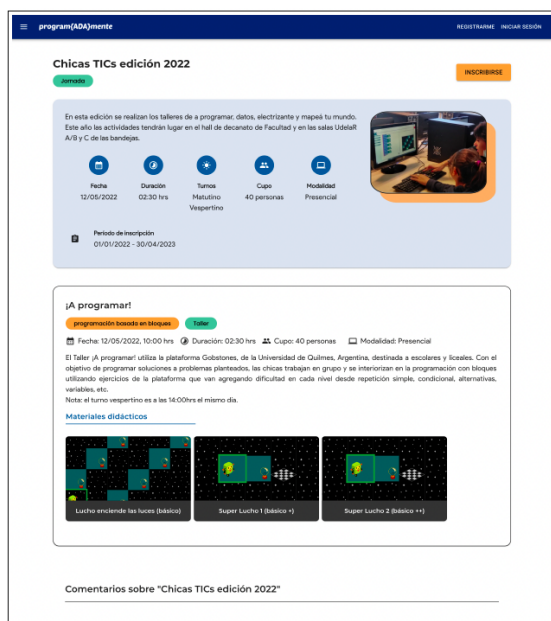 program{ADA}mente
REGISTRARME INICIAR SESIÓN
Chicas TICs edición 2022
Jornada
INSCRIBIRSE
En esta edición se realizan los talleres de a programar, datos, electrizante y mapeá tu mundo.
Este año las actividades tendrán lugar en el hall de decanato de Facultad y en las salas UdelaR
A/B y C de las bandejas.
Fecha Duración Turnos Cupo Modalidad
12/05/2022 02:30 hrs Matutino 40 personas Presencial
Vespertino
Período de inscripción
01/01/2022 - 30/04/2023
¡A programar!
programación basada en bloques Taller
Fecha: 12/05/2022, 10:00 hrs Duración: 02:30 hrs Cupo: 40 personas Modalidad: Presencial
El Taller ¡A programar! utiliza la plataforma Gobstones, de la Universidad de Quilmes, Argentina, destinada a escolares y liceales. Con el
objetivo de programar soluciones a problemas planteados, las chicas trabajan en grupo y se interiorizan en la programación con bloques
utilizando ejercicios de la plataforma que van agregando dificultad en cada nivel desde repetición simple, condicional, alternativas,
variables, etc.
Nota: el turno vespertino es a las 14:00hrs el mismo día.
Materiales didácticos
Lucho enciende las luces (básico) Super Lucho 1 (básico +) Super Lucho 2 (básico ++)
Comentarios sobre "Chicas TICs edición 2022"